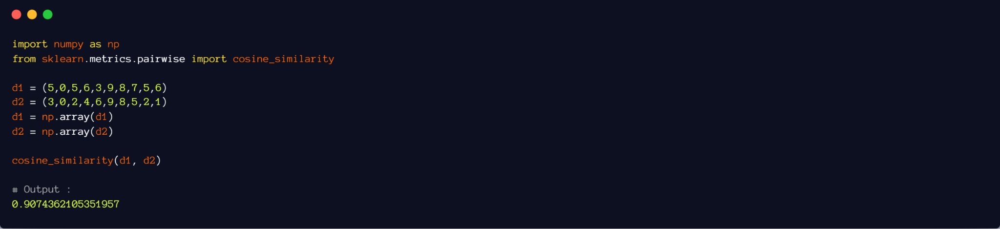 import numpy as np
from sklearn.metrics.pairwise import cosine_similarity
d1 = (5,0,5,6,3,9,8,7,5,6)
d2 = (3,0,2,4,6,9,8,5,2,1)
d1 = np.array(d1)
d2 = np.array(d2)
cosine_similarity(d1, d2)
# Output :
0.9074362105351957